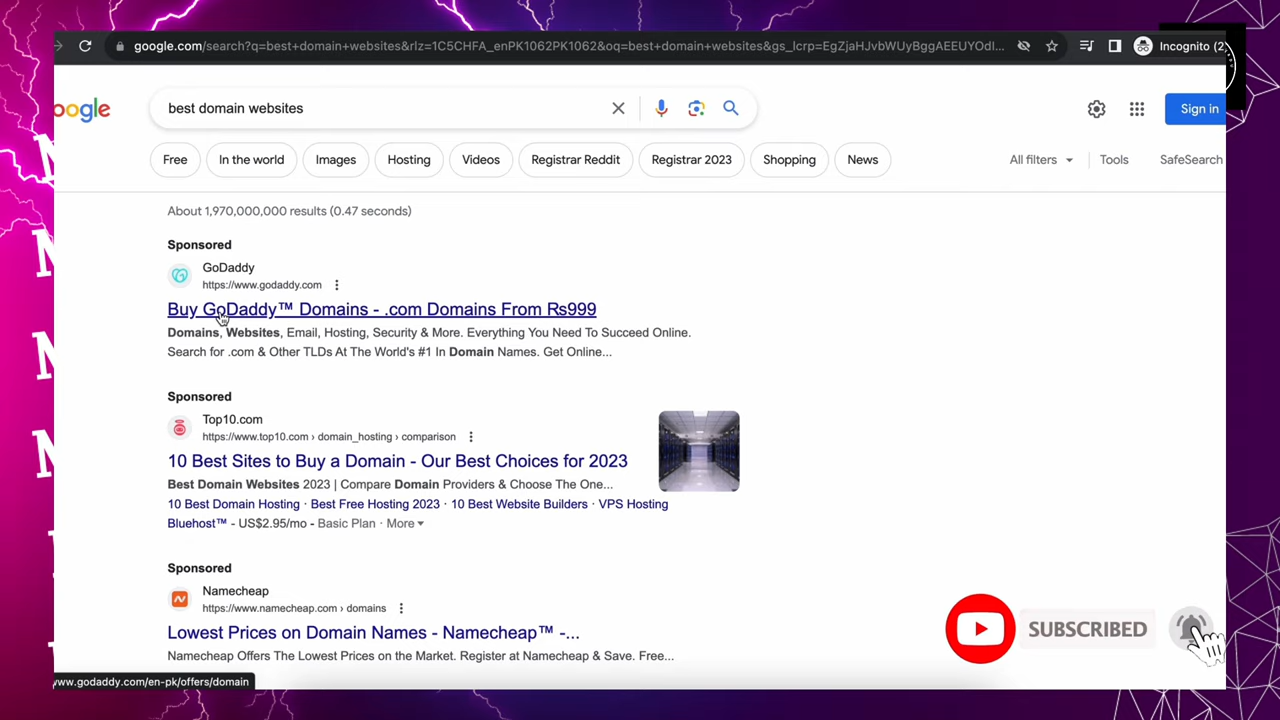 google.com/search?q=best+domain+websites&rlz=1C5CHFA_enPK1062PK1062&oq=best+domain+websites&gs_lcrp=EgZjaHJvbWUyBggAEEUYOdI...
Incognito (2)
oogle
best domain websites
Sign in
Free
In the world
Images
Hosting
Videos
Registrar Reddit
Registrar 2023
Shopping
News
All filters
Tools
SafeSearch
About 1,970,000,000 results (0.47 seconds)
Sponsored
GoDaddy
https://www.godaddy.com
Buy GoDaddy™ Domains - .com Domains From Rs999
Domains, Websites, Email, Hosting, Security & More. Everything You Need To Succeed Online.
Search for .com & Other TLDs At The World's #1 In Domain Names. Get Online...
Sponsored
Top10.com
https://www.top10.com › domain_hosting › comparison
10 Best Sites to Buy a Domain - Our Best Choices for 2023
Best Domain Websites 2023 | Compare Domain Providers & Choose The One...
10 Best Domain Hosting · Best Free Hosting 2023 · 10 Best Website Builders · VPS Hosting
Bluehost™ - US$2.95/mo - Basic Plan · More
Sponsored
Namecheap
https://www.namecheap.com › domains
Lowest Prices on Domain Names - Namecheap™ -...
Namecheap Offers The Lowest Prices on the Market. Register at Namecheap & Save. Free...
SUBSCRIBED
www.godaddy.com/en-pk/offers/domain